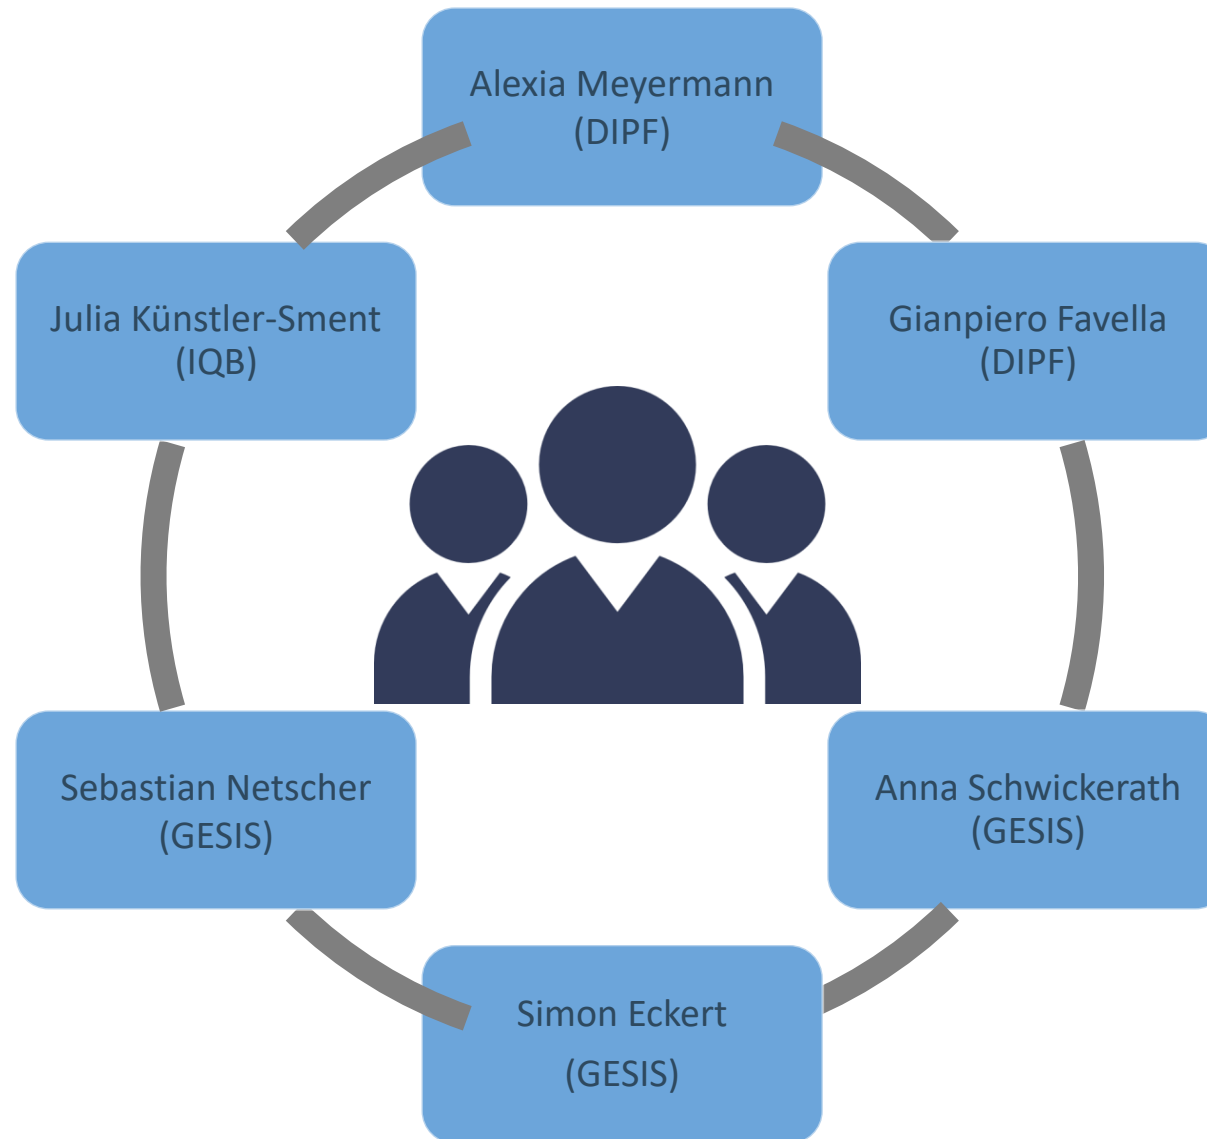 Alexia Meyermann
(DIPF)
Julia Künstler-Sment
(IQB)
Gianpiero Favella
(DIPF)
Sebastian Netscher
(GESIS)
Anna Schwickerath
(GESIS)
Simon Eckert
(GESIS)